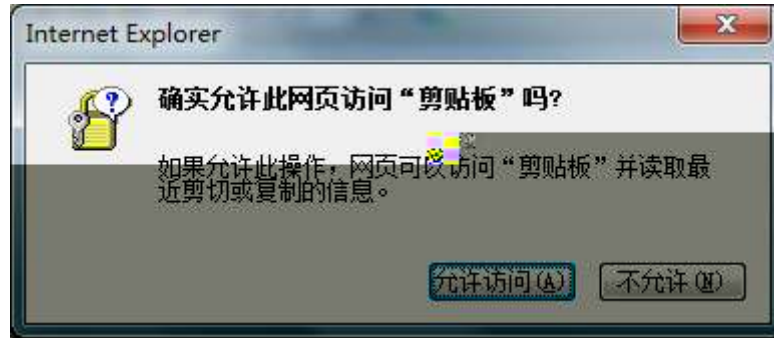 Internet Explorer
确实允许此网页访问“剪贴板”吗?
如果允许此操作,网页可以访问“剪贴板”并读取最
近剪切或复制的信息。
允许访问(A) 不允许(N)